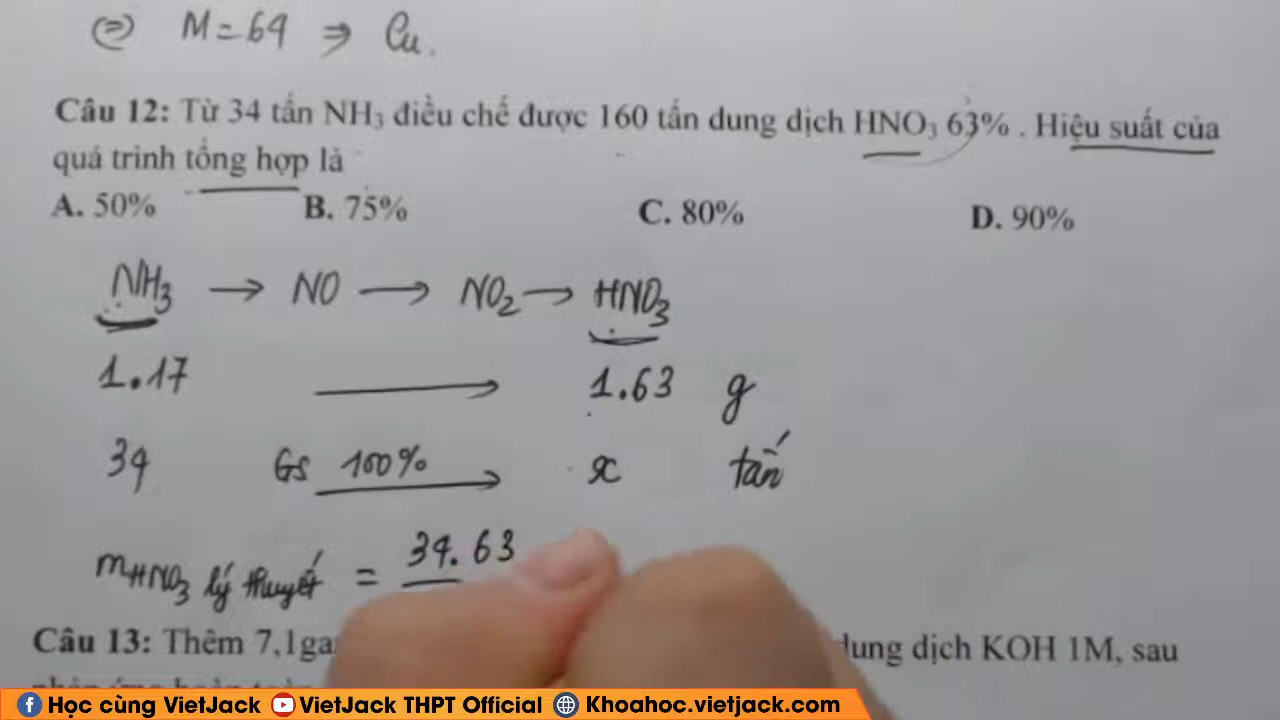 (=) M = 64 ⇒ Cu.
Câu 12: Từ 34 tấn NH₃ điều chế được 160 tấn dung dịch HNO₃ 63% . Hiệu suất của
quá trình tổng hợp là
A. 50% B. 75% C. 80% D. 90%
NH₃ → NO → NO₂ → HNO₃
1.17 → 1.63 g
34 GS 100% → x tấn
mHNO₃ lý thuyết = 34.63
Câu 13: Thêm 7,1ga dung dịch KOH 1M, sau
Học cùng VietJack VietJack THPT Official Khoahoc.vietjack.com